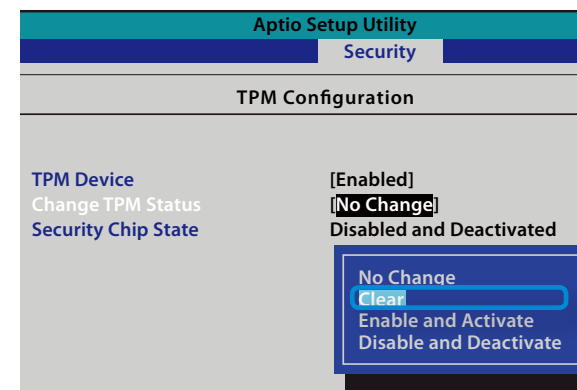 Aptio Setup Utility
Security
TPM Configuration
TPM Device [Enabled]
Change TPM Status [No Change]
Security Chip State Disabled and Deactivated
No Change
Clear
Enable and Activate
Disable and Deactivate